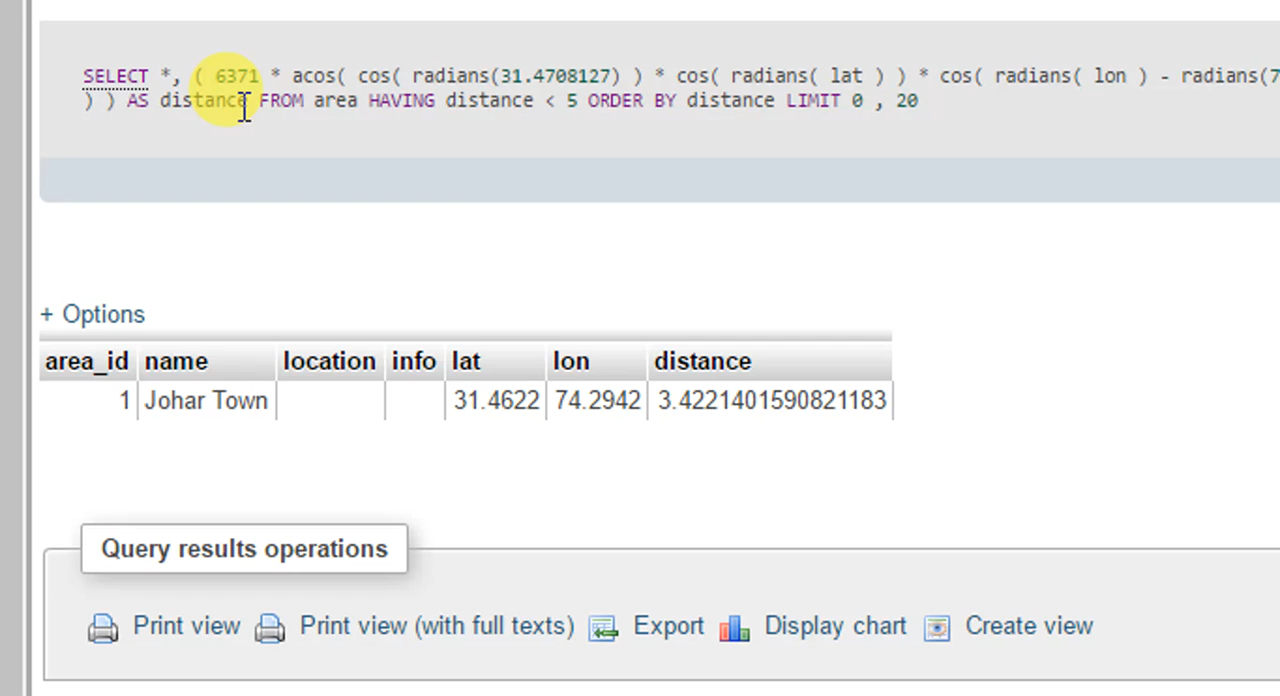 SELECT *, ( 6371 * acos( cos( radians(31.4708127) ) * cos( radians( lat ) ) * cos( radians( lon ) - radians(7
) ) AS distance FROM area HAVING distance < 5 ORDER BY distance LIMIT 0 , 20
+ Options
area_id name location info lat lon distance
1 Johar Town 31.4622 74.2942 3.4221401590821183
Query results operations
Print view Print view (with full texts) Export Display chart Create view